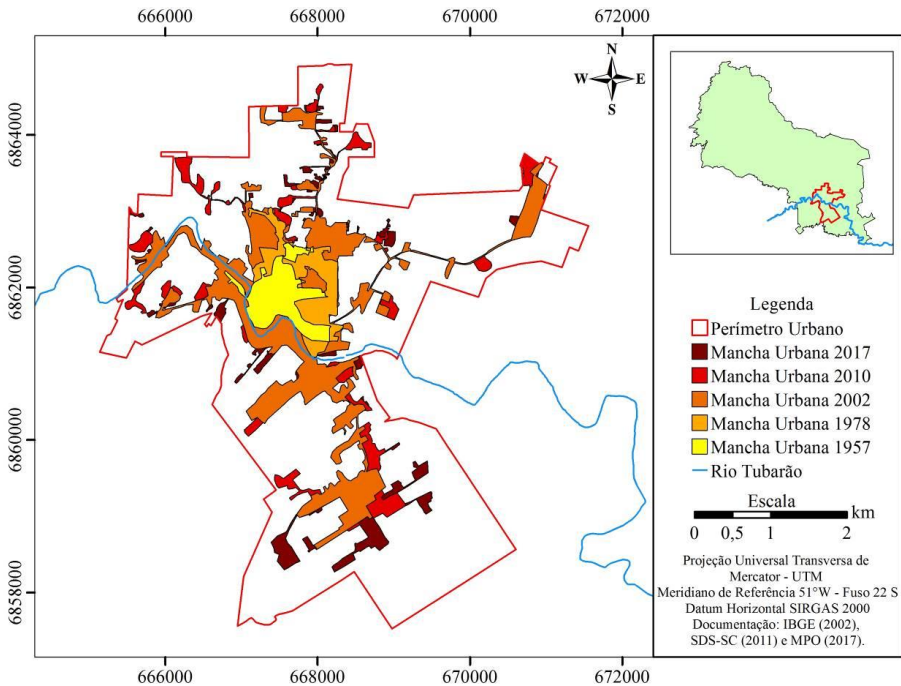 666000 668000 670000 672000
6864000
6862000
6860000
6858000
666000 668000 670000 672000
N
W E
S
Legenda
Perímetro Urbano
Mancha Urbana 2017
Mancha Urbana 2010
Mancha Urbana 2002
Mancha Urbana 1978
Mancha Urbana 1957
Rio Tubarão
Escala
km
0 0,5 1 2
Projeção Universal Transversa de
Mercator - UTM
Meridiano de Referência 51°W - Fuso 22 S
Datum Horizontal SIRGAS 2000
Documentação: IBGE (2002),
SDS-SC (2011) e MPO (2017).